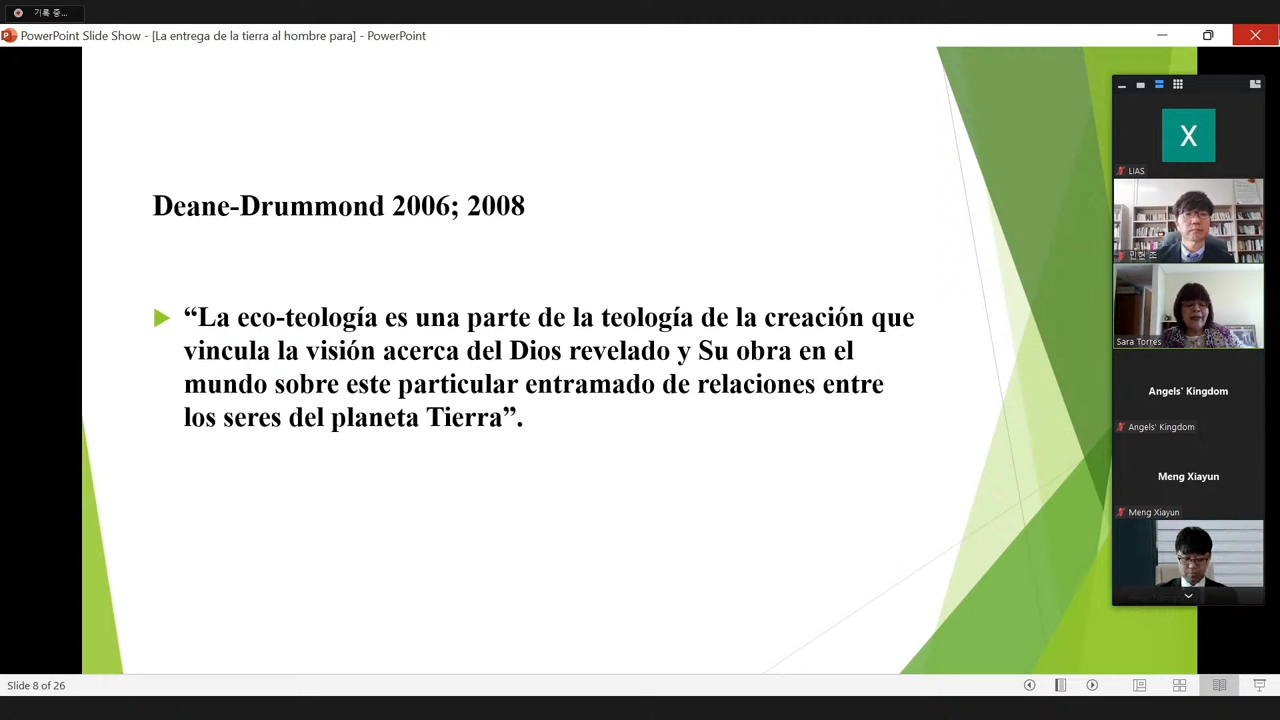 기록 중...
PowerPoint Slide Show - [La entrega de la tierra al hombre para] - PowerPoint
Deane-Drummond 2006; 2008
“La eco-teología es una parte de la teología de la creación que
vincula la visión acerca del Dios revelado y Su obra en el
mundo sobre este particular entramado de relaciones entre
los seres del planeta Tierra”.
X
LIAS
민현 조
Sara Torres
Angels' Kingdom
Angels' Kingdom
Meng Xiayun
Meng Xiayun
Slide 8 of 26